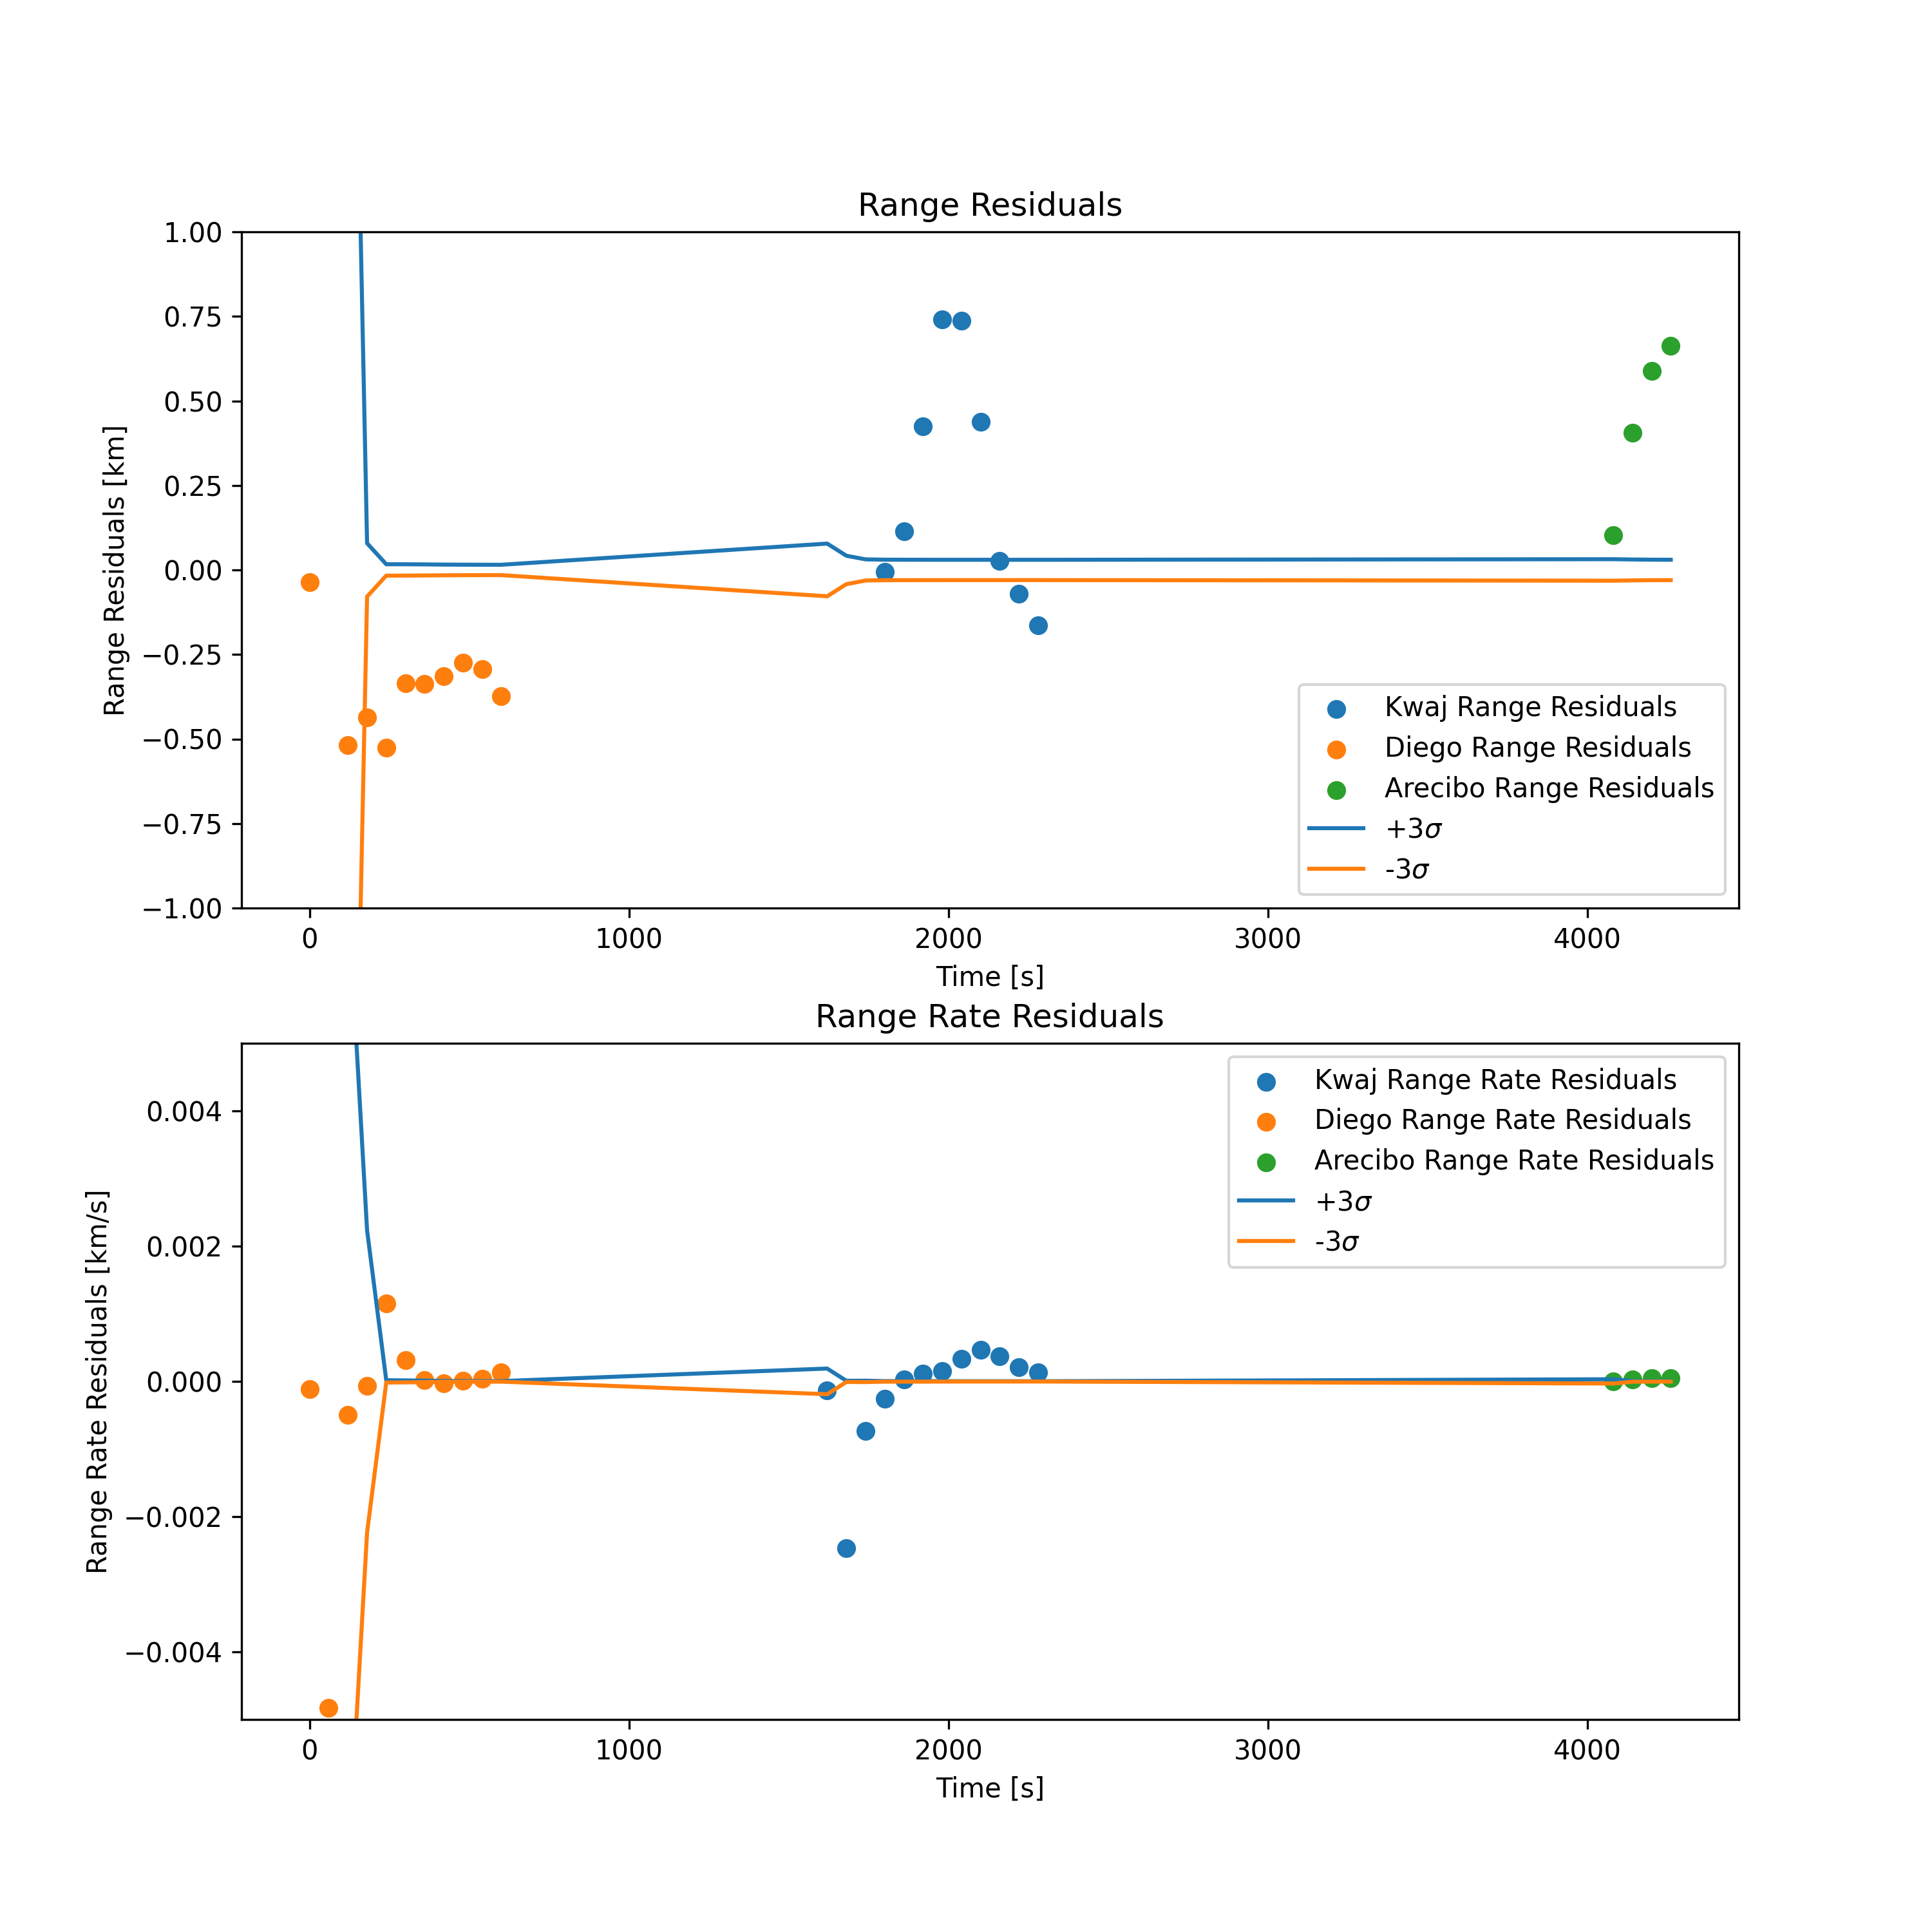 Range Residuals
1.00
0.75
0.50
0.25
0.00
−0.25
−0.50
−0.75
−1.00
Range Residuals [km]
Kwaj Range Residuals
Diego Range Residuals
Arecibo Range Residuals
+3σ
-3σ
0 1000 2000 3000 4000
Time [s]
Range Rate Residuals
0.004
0.002
0.000
−0.002
−0.004
Range Rate Residuals [km/s]
Kwaj Range Rate Residuals
Diego Range Rate Residuals
Arecibo Range Rate Residuals
+3σ
-3σ
0 1000 2000 3000 4000
Time [s]